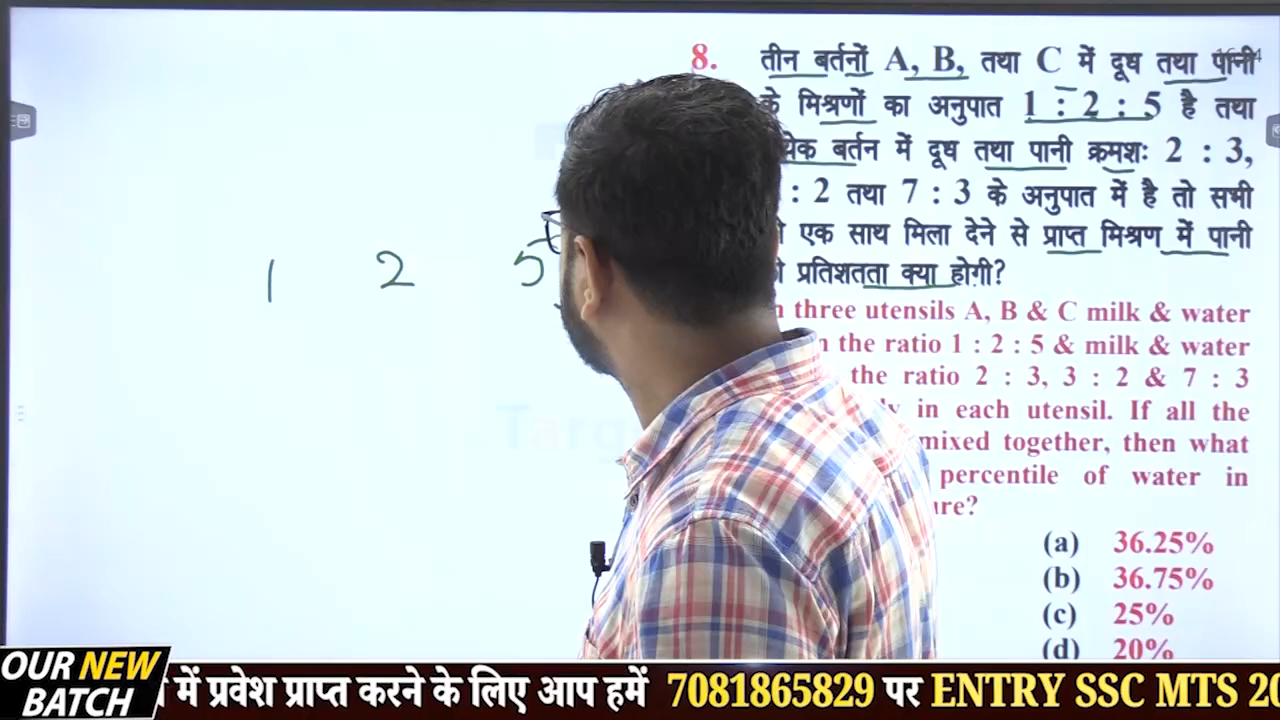 8. तीन बर्तनों A, B, तथा C में दूध तथा पानी
के मिश्रणों का अनुपात 1 : 2 : 5 है तथा
बर्तन में दूध तथा पानी क्रमशः 2 : 3,
: 2 तथा 7 : 3 के अनुपात में है तो सभी
एक साथ मिला देने से प्राप्त मिश्रण में पानी
प्रतिशतता क्या होगी?
1 2 5
three utensils A, B & C milk & water
the ratio 1 : 2 : 5 & milk & water
the ratio 2 : 3, 3 : 2 & 7 : 3
in each utensil. If all the
mixed together, then what
percentile of water in
(a) 36.25%
(b) 36.75%
(c) 25%
(d) 20%
OUR NEW
BATCH
में प्रवेश प्राप्त करने के लिए आप हमें 7081865829 पर ENTRY SSC MTS